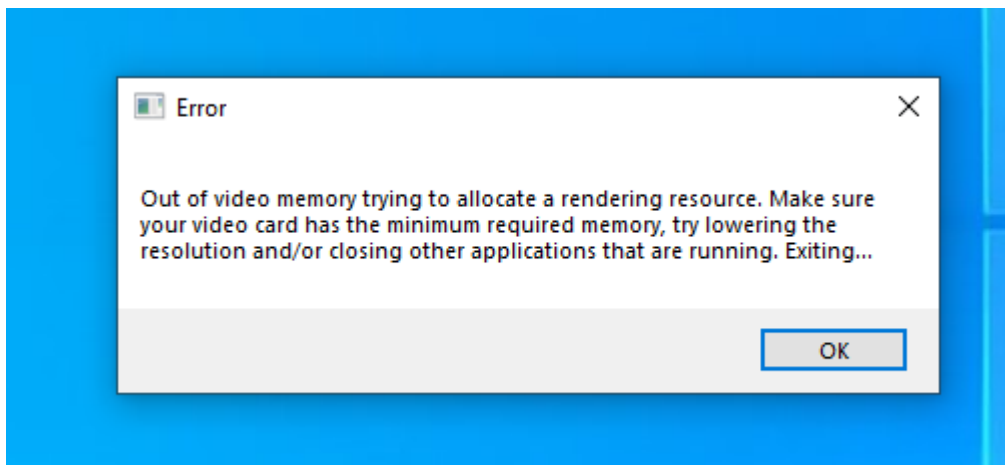 Error
Out of video memory trying to allocate a rendering resource. Make sure
your video card has the minimum required memory, try lowering the
resolution and/or closing other applications that are running. Exiting...
OK